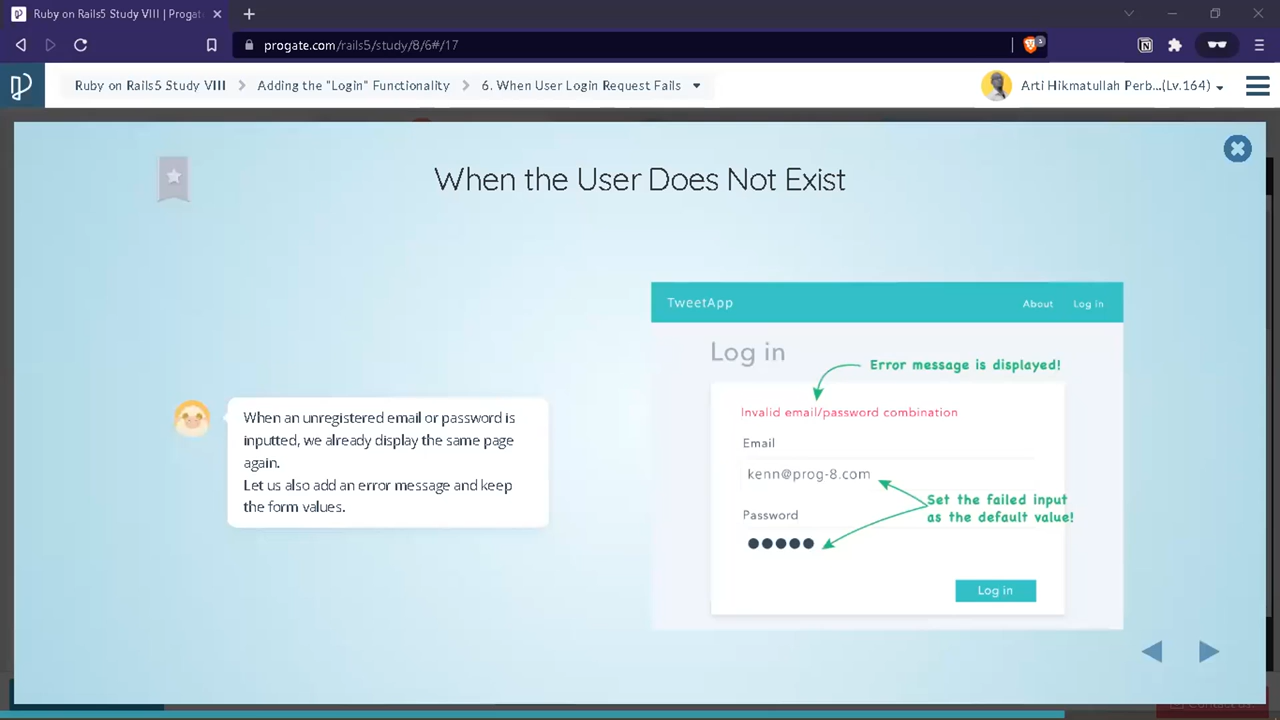 Ruby on Rails5 Study VIII | Progate
progate.com/rails5/study/8/6#/17
Ruby on Rails5 Study VIII
Adding the "Login" Functionality
6. When User Login Request Fails
Arti Hikmatullah Perb...(Lv.164)
When the User Does Not Exist
TweetApp
About
Log in
Log in
Error message is displayed!
Invalid email/password combination
Email
kenn@prog-8.com
Set the failed input
as the default value!
Password
Log in
When an unregistered email or password is
inputted, we already display the same page
again.
Let us also add an error message and keep
the form values.
Contact us